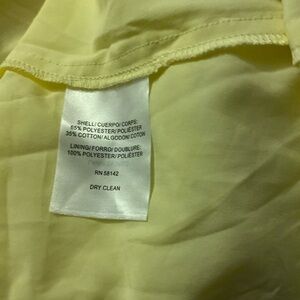 SHELL/ CUERPO/ CORPS:
65% POLYESTER/ POLIÉSTER
35% COTTON/ ALGODON/ COTON
LINING/ FORRO/ DOUBLURE:
100% POLYESTER/ POLIÉSTER
RN 58142
DRY CLEAN